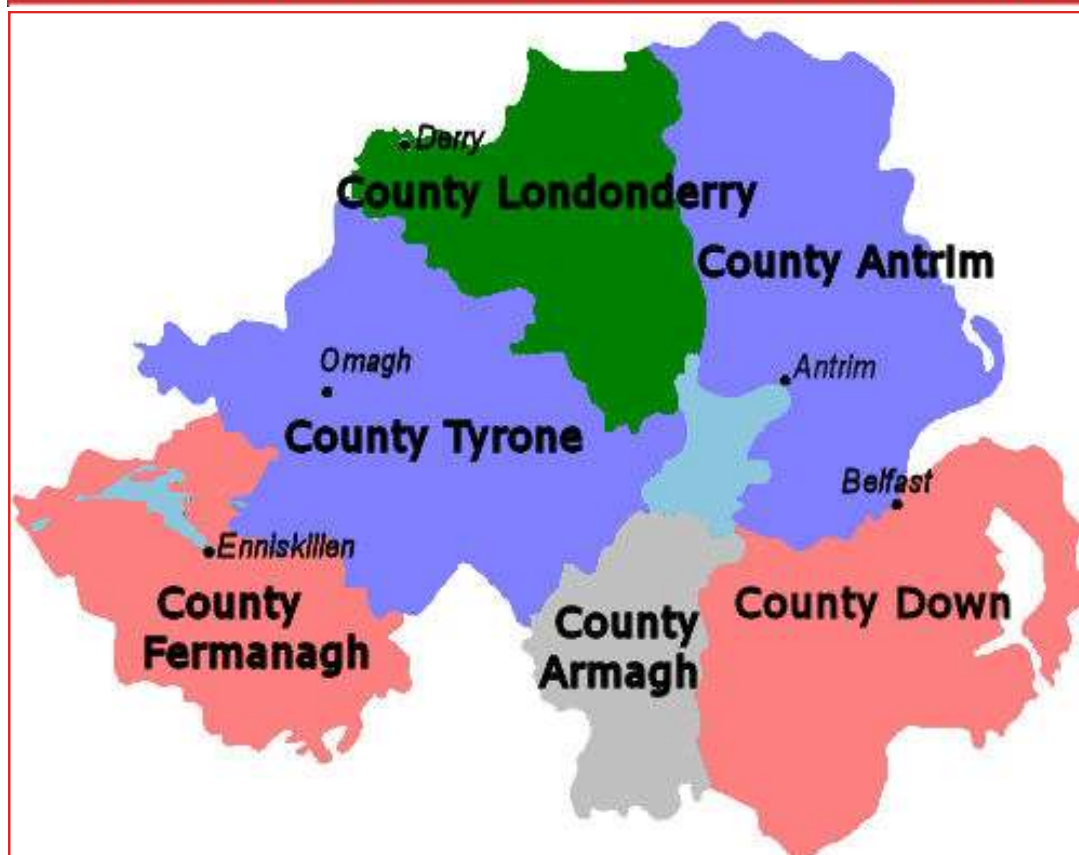 Derry
County Londonderry
County Antrim
Omagh
Antrim
County Tyrone
Belfast
Enniskillen
County
Fermanagh
County
Armagh
County Down